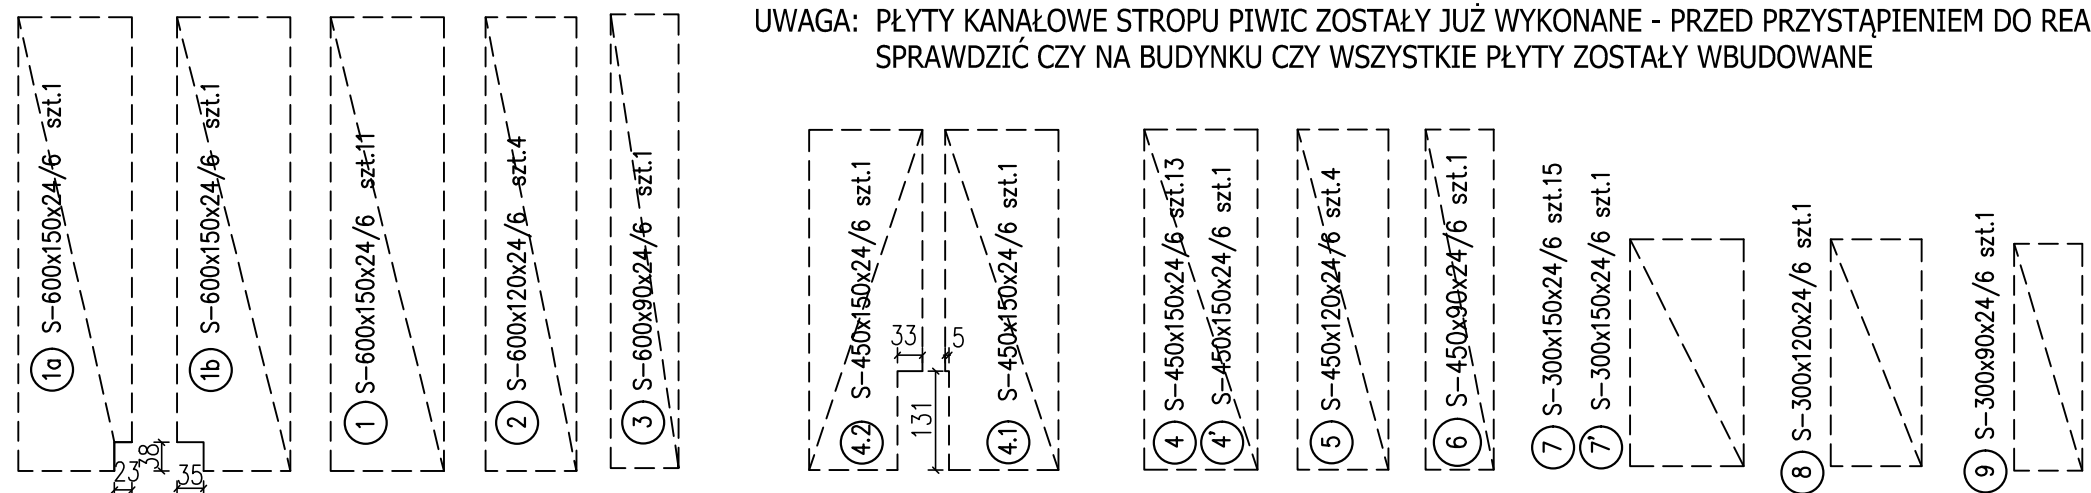 UWAGA: PŁYTY KANAŁOWE STROPU PIWIC ZOSTAŁY JUŻ WYKONANE - PRZED PRZYSTĄPIENIEM DO REA
SPRAWDZIĆ CZY NA BUDYNKU CZY WSZYSTKIE PŁYTY ZOSTAŁY WBUDOWANE
1a S-600x150x24/6 szt.1
23
38
1b S-600x150x24/6 szt.1
35
1 S-600x150x24/6 szt.11
2 S-600x120x24/6 szt.4
3 S-600x90x24/6 szt.1
4.2 S-450x150x24/6 szt.1
33
131
5
4.1 S-450x150x24/6 szt.1
4 S-450x150x24/6 szt.13
4' S-450x150x24/6 szt.1
5 S-450x120x24/6 szt.4
6 S-450x90x24/6 szt.1
7 S-300x150x24/6 szt.15
7' S-300x150x24/6 szt.1
8 S-300x120x24/6 szt.1
9 S-300x90x24/6 szt.1